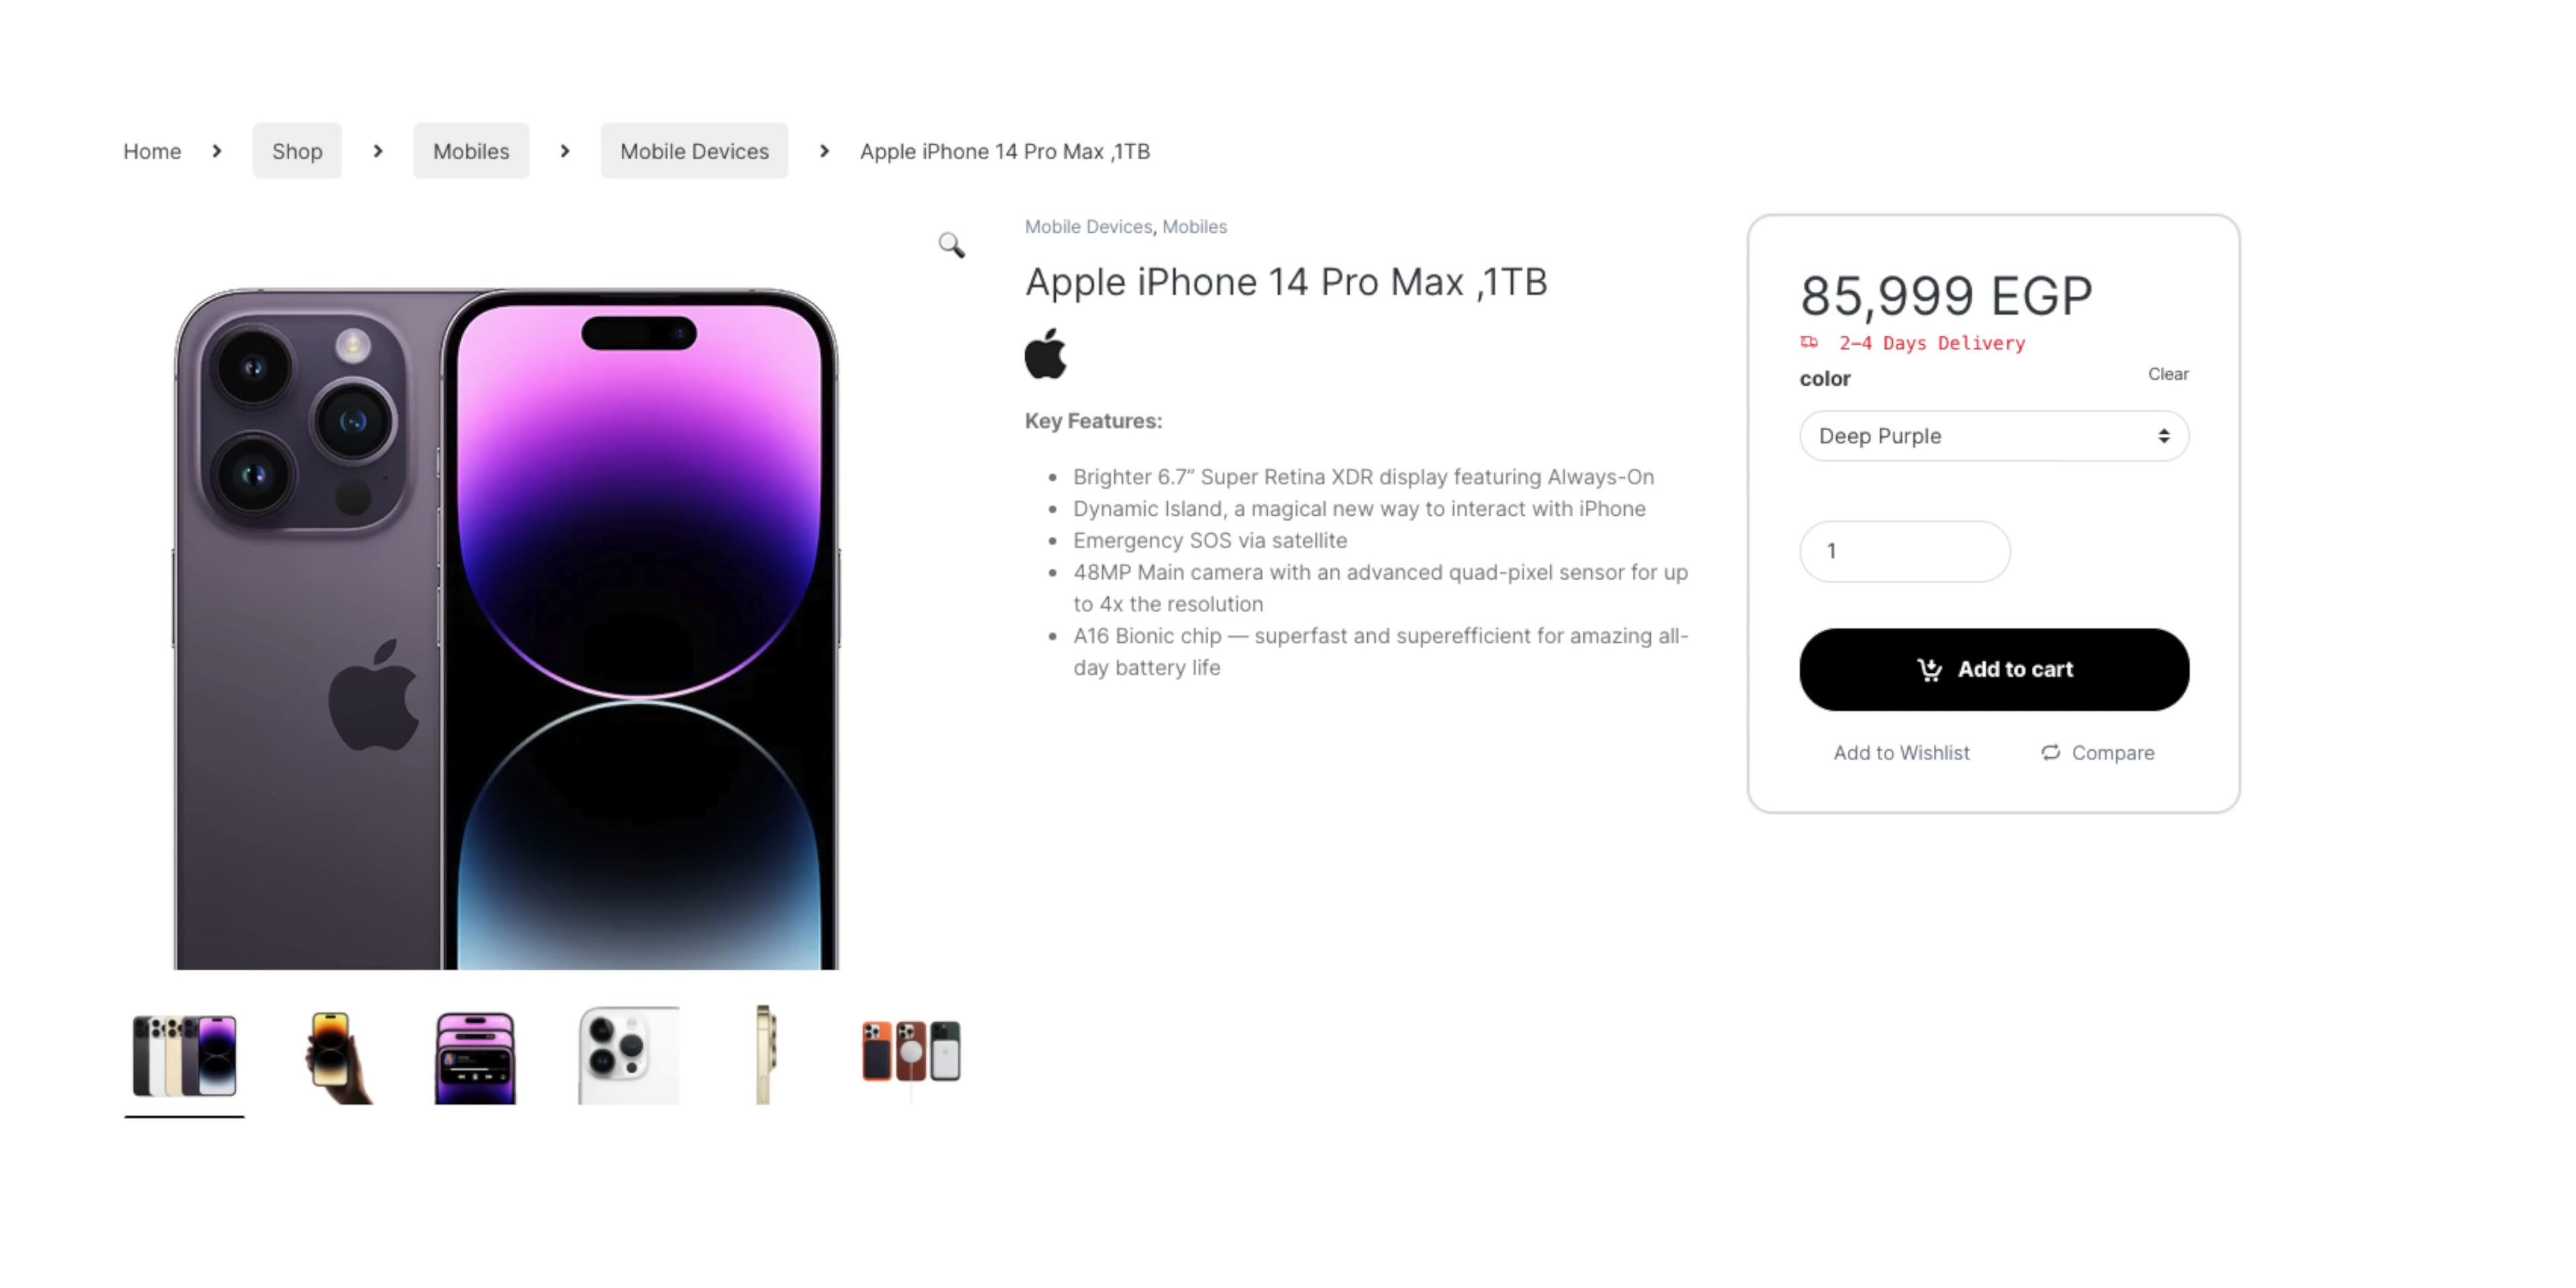 Home > Shop > Mobiles > Mobile Devices > Apple iPhone 14 Pro Max ,1TB
Mobile Devices, Mobiles
Apple iPhone 14 Pro Max ,1TB
Key Features:
• Brighter 6.7” Super Retina XDR display featuring Always-On
• Dynamic Island, a magical new way to interact with iPhone
• Emergency SOS via satellite
• 48MP Main camera with an advanced quad-pixel sensor for up
to 4x the resolution
• A16 Bionic chip — superfast and superefficient for amazing all-
day battery life
85,999 EGP
2–4 Days Delivery
color Clear
Deep Purple
1
Add to cart
Add to Wishlist Compare